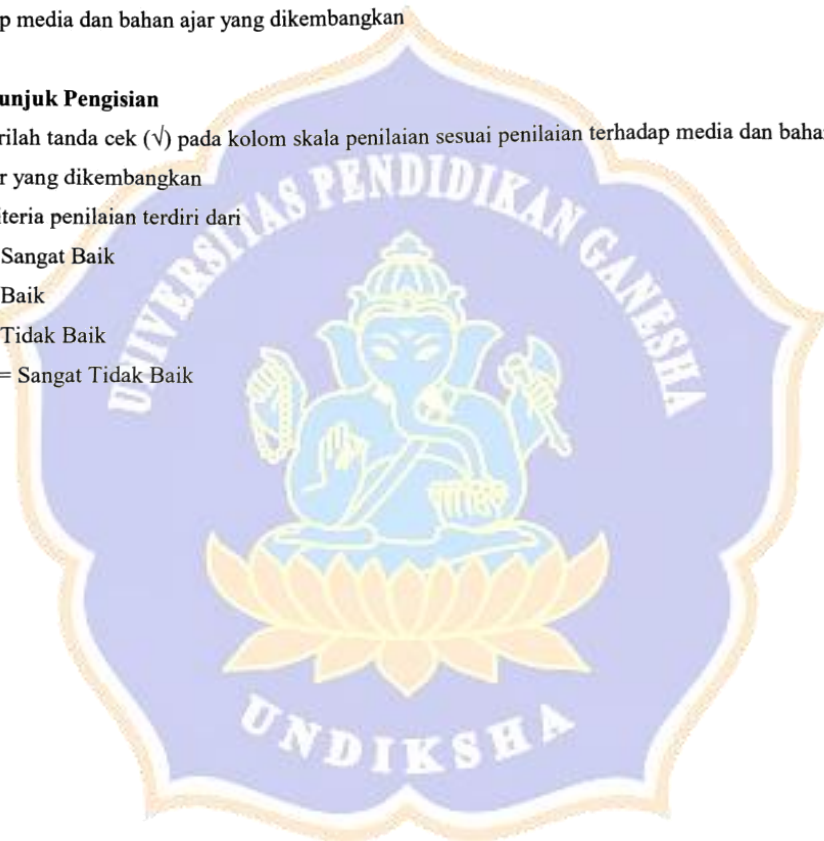 p media dan bahan ajar yang dikembangkan
unjuk Pengisian
rilah tanda cek (√) pada kolom skala penilaian sesuai penilaian terhadap media dan bahan
r yang dikembangkan
iteria penilaian terdiri dari
Sangat Baik
Baik
Tidak Baik
= Sangat Tidak Baik
UNIVERSITAS PENDIDIKAN GANESHA
UNDIKSHA